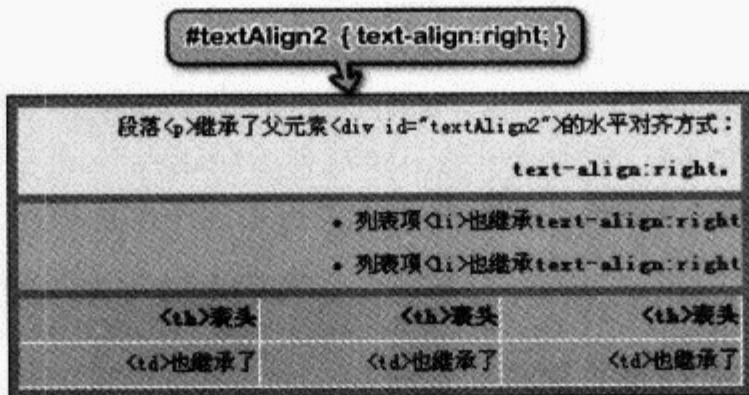 #textAlign2 { text-align:right; }
段落<p>继承了父元素<div id="textAlign2">的水平对齐方式：
text-align:right。
• 列表项<li>也继承text-align:right
• 列表项<li>也继承text-align:right
<th>表头 <th>表头 <th>表头
<td>也继承了 <td>也继承了 <td>也继承了